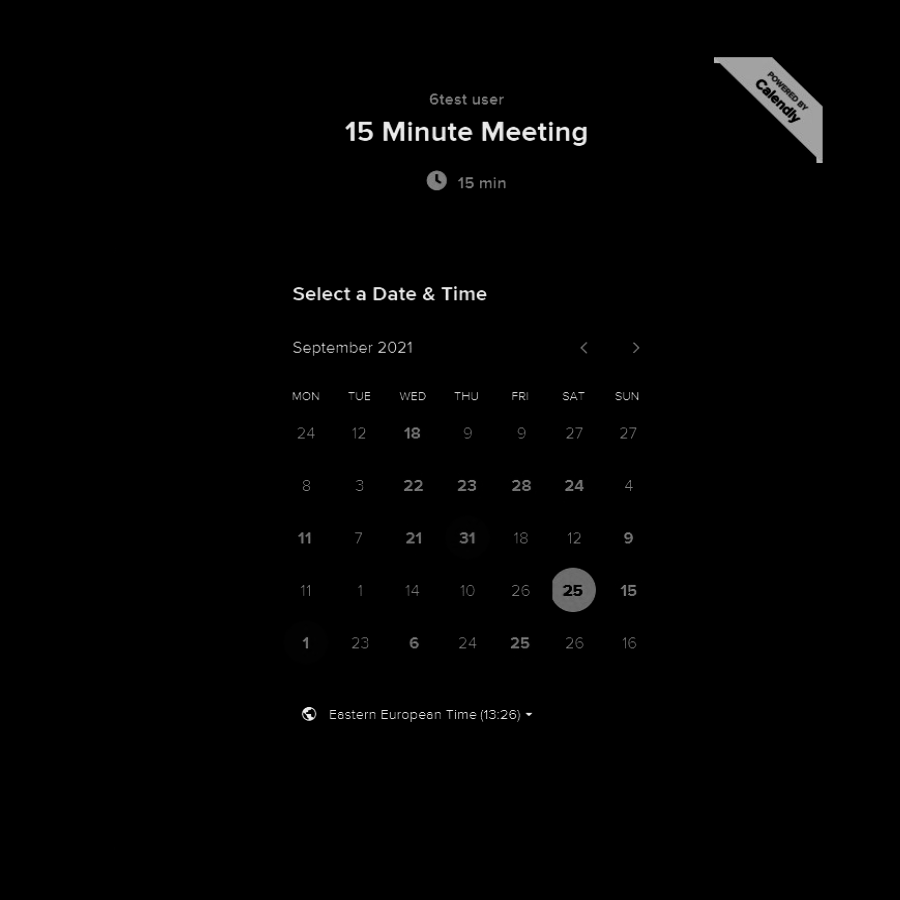 POWERED BY
Calendly
6test user
15 Minute Meeting
15 min
Select a Date & Time
September 2021
MON TUE WED THU FRI SAT SUN
24 12 18 9 9 27 27
8 3 22 23 28 24 4
11 7 21 31 18 12 9
11 1 14 10 26 25 15
1 23 6 24 25 26 16
Eastern European Time (13:26)